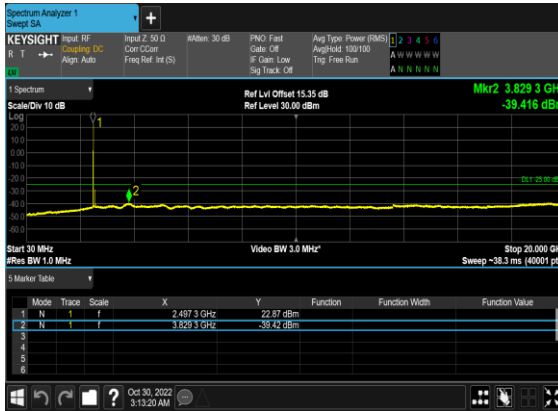 Spectrum Analyzer 1
Swept SA
KEYSIGHT
R T
Input: RF
Coupling: DC
Align: Auto
Input Z: 50 Ω
Corr CCorr
Freq Ref: Int (S)
#Atten: 30 dB
PNO: Fast
Gate: Off
IF Gain: Low
Sig Track: Off
Avg Type: Power (RMS)
Avg|Hold: 100/100
Trig: Free Run
1 2 3 4 5 6
A W W W W W
A N N N N N
1 Spectrum
Scale/Div 10 dB
Ref Lvl Offset 15.35 dB
Ref Level 30.00 dBm
Mkr2 3.829 3 GH
-39.416 dB
Log
20.0
10.0
0.00
-10.0
-20.0
-30.0
-40.0
-50.0
-60.0
1
2
DL1 -25.00 dB
Start 30 MHz
#Res BW 1.0 MHz
Video BW 3.0 MHz*
Stop 20.000 GH
Sweep ~38.3 ms (40001 pt
5 Marker Table
Mode Trace Scale X Y Function Function Width Function Value
1 N 1 f 2.497 3 GHz 22.87 dBm
2 N 1 f 3.829 3 GHz -39.42 dBm
3
4
5
6
Oct 30, 2022
3:13:20 AM